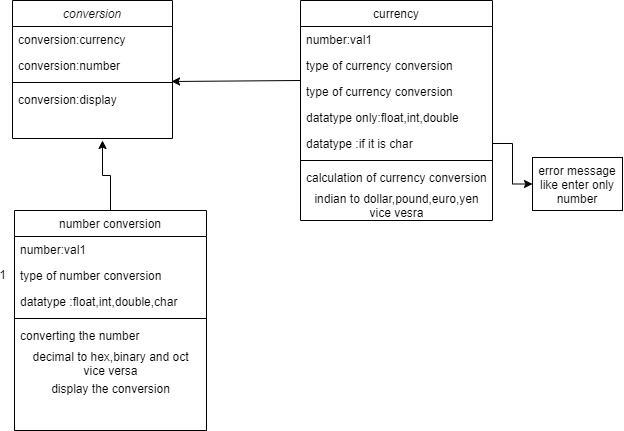 conversion
conversion:currency
conversion:number
conversion:display
currency
number:val1
type of currency conversion
type of currency conversion
datatype only:float,int,double
datatype :if it is char
calculation of currency conversion
indian to dollar,pound,euro,yen
vice vesra
error message
like enter only
number
number conversion
number:val1
1
type of number conversion
datatype :float,int,double,char
converting the number
decimal to hex,binary and oct
vice versa
display the conversion